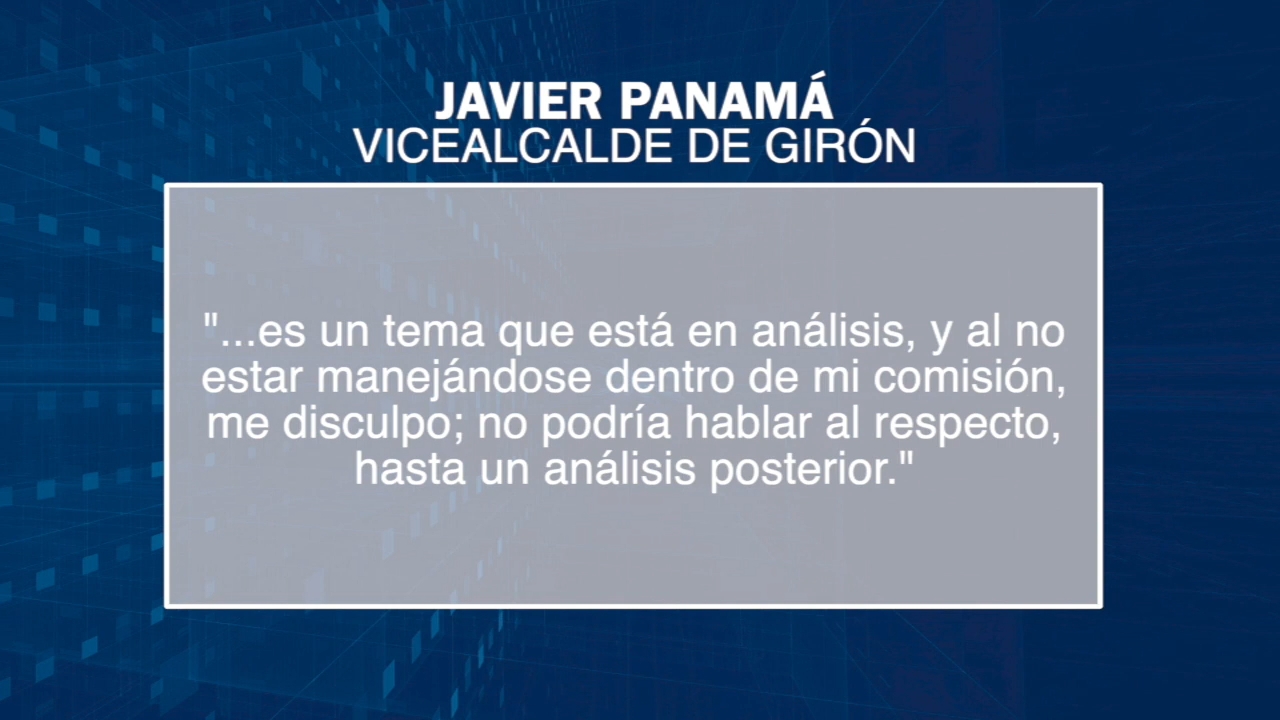 JAVIER PANAMÁ
VICEALCALDE DE GIRÓN
"...es un tema que está en análisis, y al no
estar manejándose dentro de mi comisión,
me disculpo; no podría hablar al respecto,
hasta un análisis posterior."